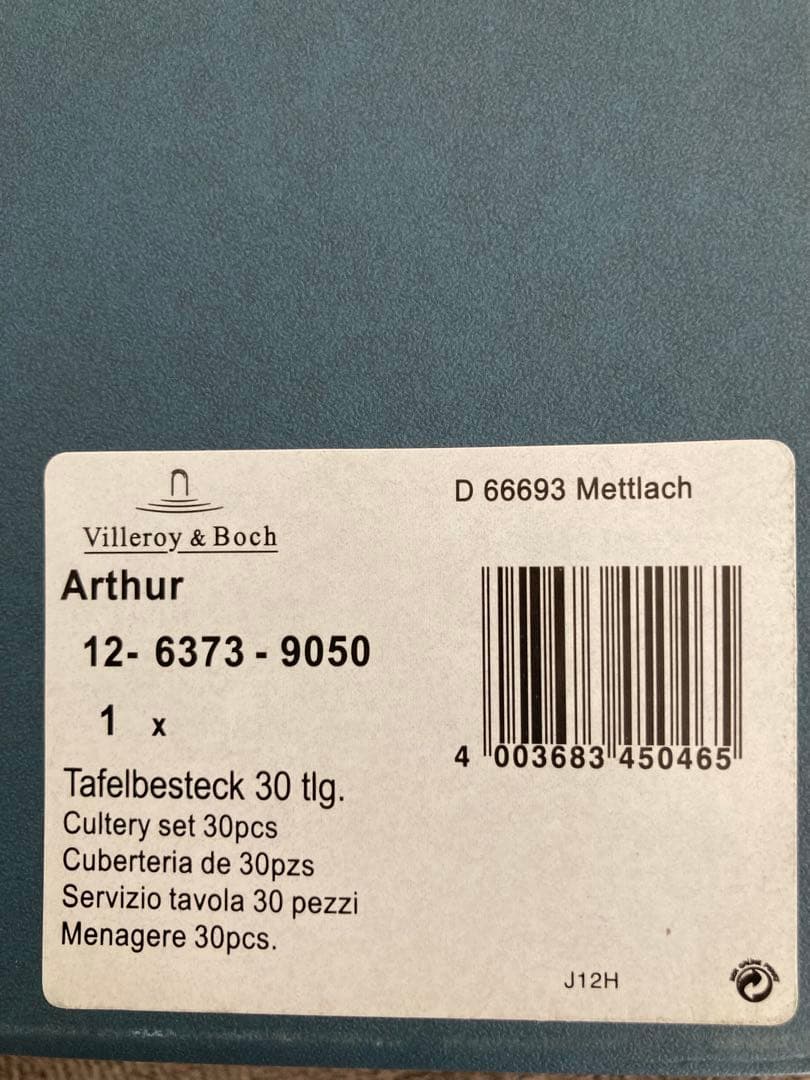 Villeroy & Boch
D 66693 Mettlach
Arthur
12- 6373 - 9050
1 x
4 003683 450465
Tafelbesteck 30 tlg.
Cultery set 30pcs
Cuberteria de 30pzs
Servizio tavola 30 pezzi
Menagere 30pcs.
J12H